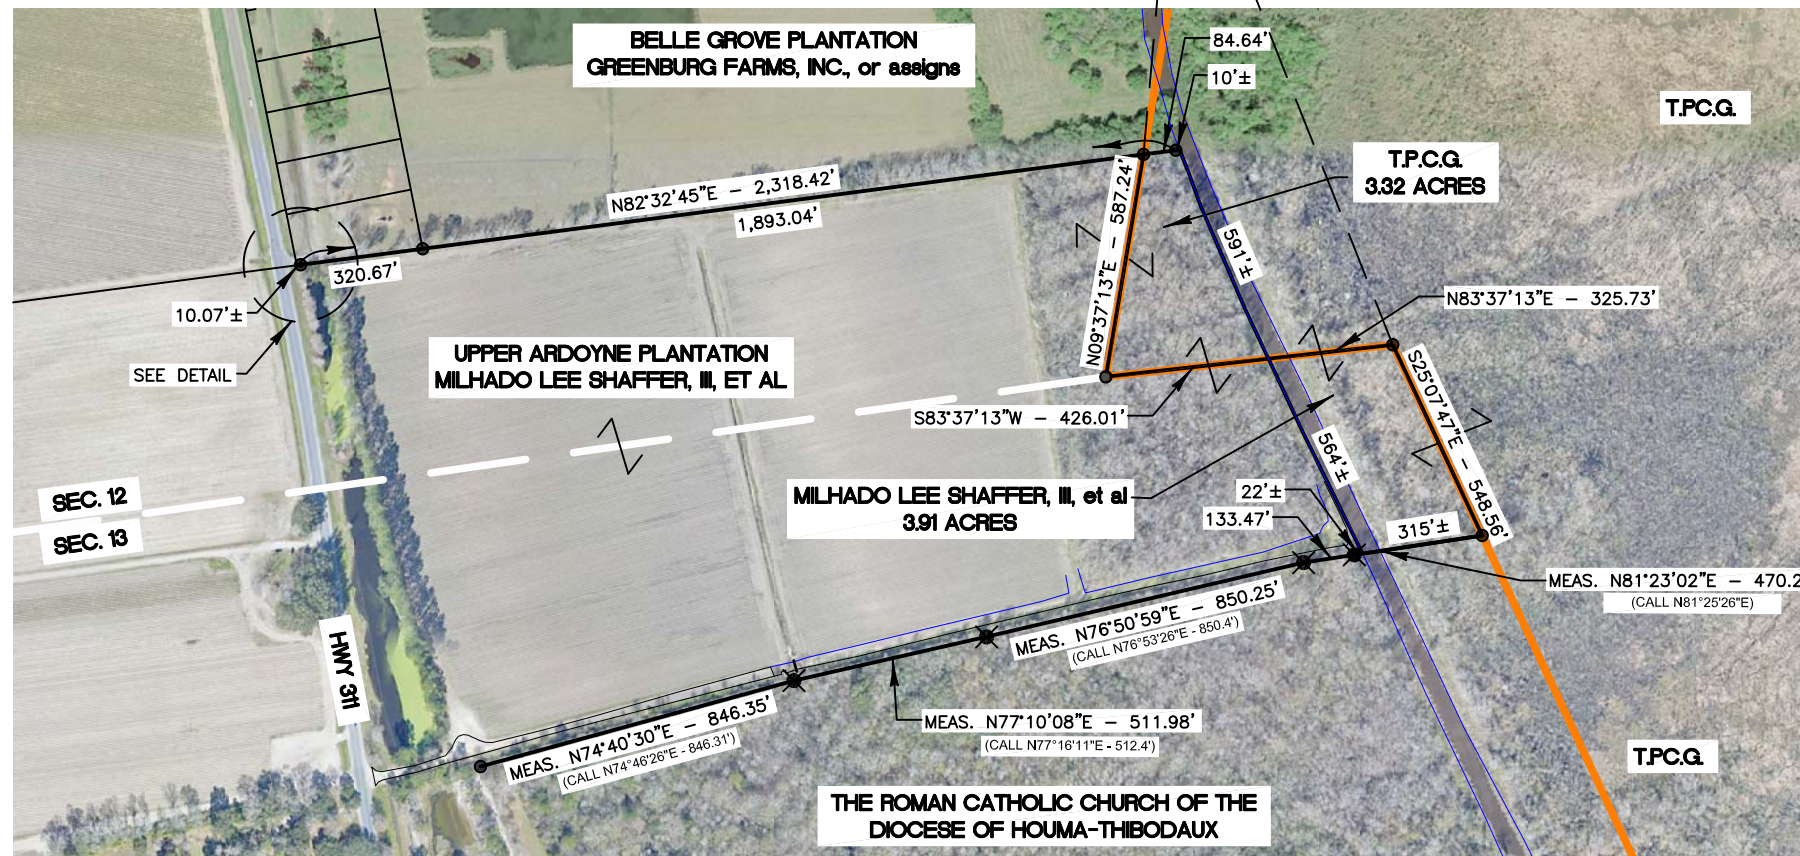 BELLE GROVE PLANTATION
GREENBURG FARMS, INC., or assigns
84.64'
10'±
T.P.C.G.
T.P.C.G.
3.32 ACRES
N82°32'45"E - 2,318.42'
1,893.04'
320.67'
10.07'±
SEE DETAIL
N09°37'13"E - 587.24'
591'±
N83°37'13"E - 325.73'
UPPER ARDOYNE PLANTATION
MILHADO LEE SHAFFER, III, ET AL
S83°37'13"W - 426.01'
S25°07'47"E - 548.56'
564'±
SEC. 12
SEC. 13
MILHADO LEE SHAFFER, III, et al
3.91 ACRES
22'±
133.47'
315'±
MEAS. N81°23'02"E - 470.2
(CALL N81°25'26"E)
MEAS. N76°50'59"E - 850.25'
(CALL N76°53'26"E - 850.4')
HWY 311
MEAS. N74°40'30"E - 846.35'
(CALL N74°46'26"E - 846.31')
MEAS. N77°10'08"E - 511.98'
(CALL N77°16'11"E - 512.4')
T.P.C.G.
THE ROMAN CATHOLIC CHURCH OF THE
DIOCESE OF HOUMA-THIBODAUX